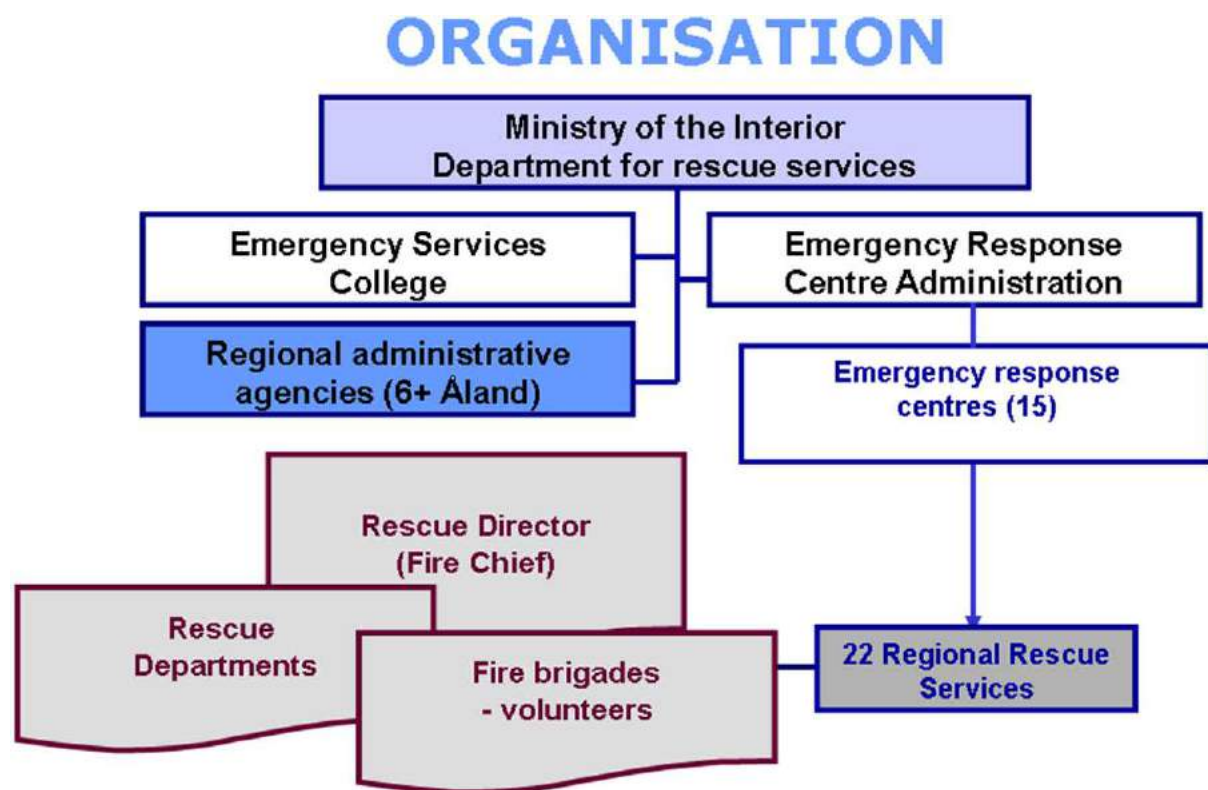 ORGANISATION
Ministry of the Interior
Department for rescue services
Emergency Services
College
Emergency Response
Centre Administration
Regional administrative
agencies (6+ Åland)
Emergency response
centres (15)
Rescue Director
(Fire Chief)
Rescue
Departments
Fire brigades
- volunteers
22 Regional Rescue
Services